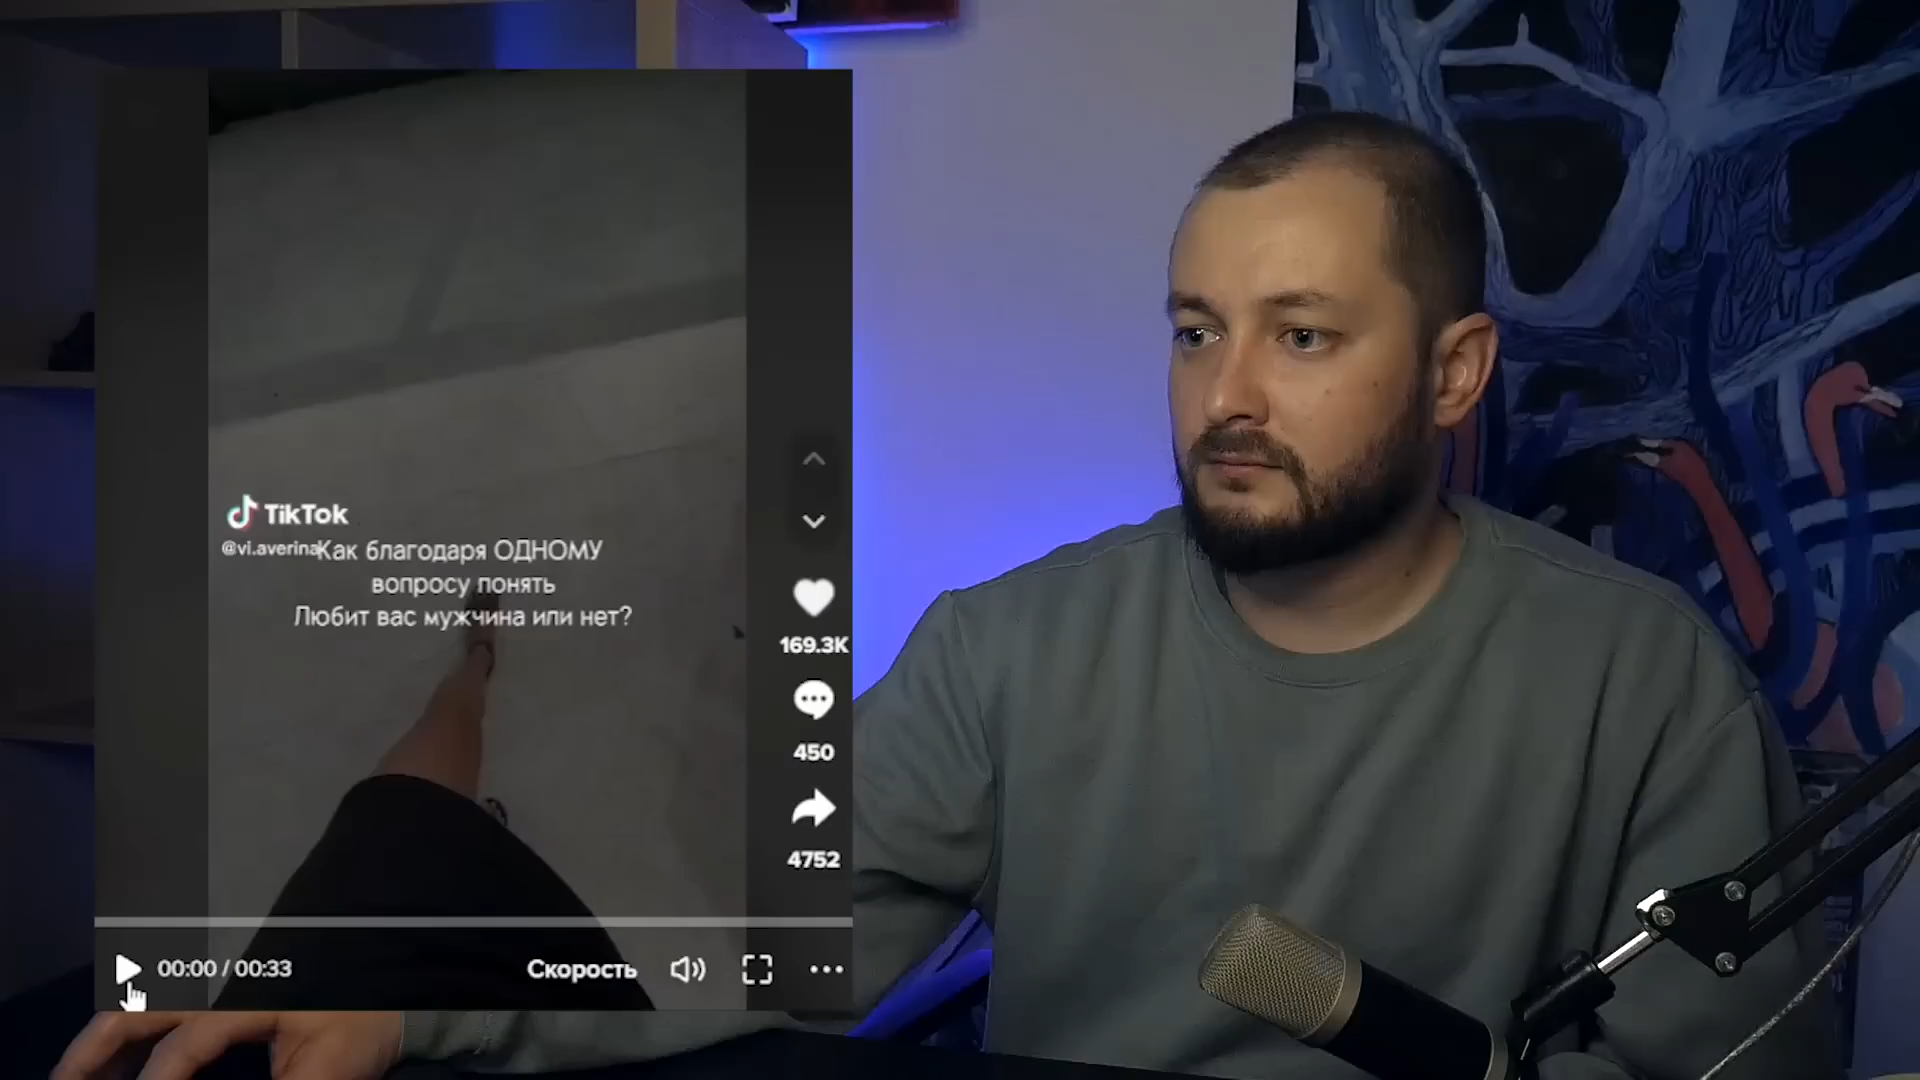 TikTok
@vi.averina
Как благодаря ОДНОМУ
вопросу понять
Любит вас мужчина или нет?
169.3K
450
4752
00:00 / 00:33
Скорость